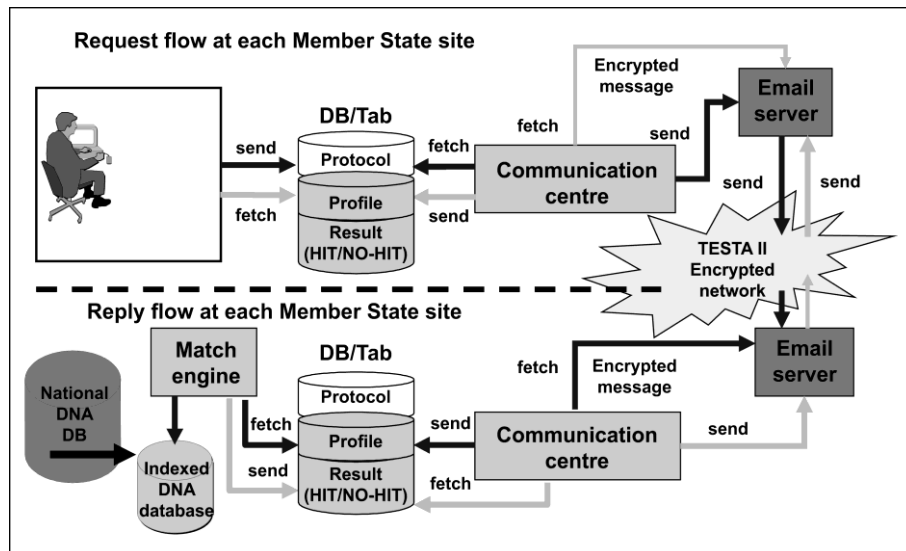 Request flow at each Member State site
Encrypted
message
Email
server
DB/Tab
fetch
send
send
Protocol
fetch
Communication
centre
send
send
Profile
fetch
send
Result
(HIT/NO-HIT)
TESTA II
Encrypted
network
Reply flow at each Member State site
Match
engine
DB/Tab
fetch
Encrypted
message
Email
server
National
DNA
DB
Protocol
fetch
send
Profile
Communication
centre
send
Indexed
DNA
database
send
Result
(HIT/NO-HIT)
fetch